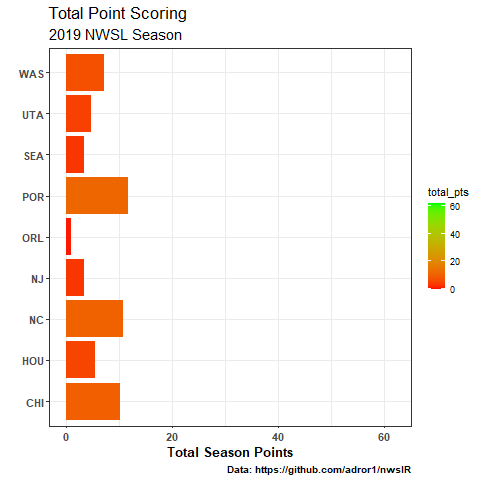 Total Point Scoring
2019 NWSL Season
WAS
UTA
SEA
POR
ORL
NJ
NC
HOU
CHI
0 20 40 60
Total Season Points
total_pts
60
40
20
0
Data: https://github.com/adror1/nwslR